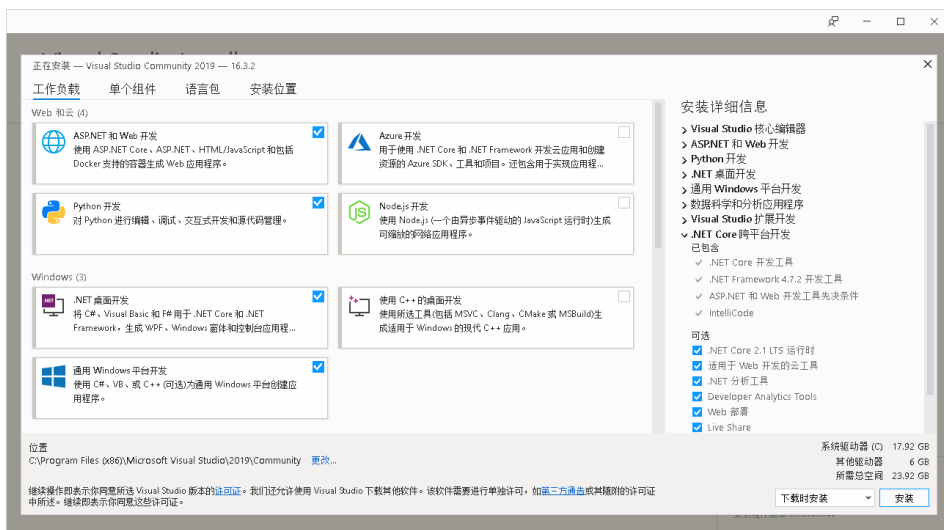 正在安装 — Visual Studio Community 2019 — 16.3.2
工作负载 单个组件 语言包 安装位置
Web 和云 (4)
ASP.NET 和 Web 开发
使用 ASP.NET Core、ASP.NET、HTML/JavaScript 和包括
Docker 支持的容器生成 Web 应用程序。
Azure 开发
用于使用 .NET Core 和 .NET Framework 开发云应用和创建
资源的 Azure SDK、工具和项目。还包含用于实现应用程...
Python 开发
对 Python 进行编辑、调试、交互式开发和源代码管理。
Node.js 开发
使用 Node.js (一个由异步事件驱动的 JavaScript 运行时)生成
可缩放的网络应用程序。
Windows (3)
.NET 桌面开发
将 C#、Visual Basic 和 F# 用于 .NET Core 和 .NET
Framework，生成 WPF、Windows 窗体和控制台应用程...
使用 C++ 的桌面开发
使用所选工具(包括 MSVC、Clang、CMake 或 MSBuild)生
成适用于 Windows 的现代 C++ 应用。
通用 Windows 平台开发
使用 C#、VB、或 C++ (可选)为通用 Windows 平台创建应
用程序。
安装详细信息
Visual Studio 核心编辑器
ASP.NET 和 Web 开发
Python 开发
.NET 桌面开发
通用 Windows 平台开发
数据科学和分析应用程序
Visual Studio 扩展开发
.NET Core 跨平台开发
已包含
.NET Core 开发工具
.NET Framework 4.7.2 开发工具
ASP.NET 和 Web 开发工具先决条件
IntelliCode
可选
.NET Core 2.1 LTS 运行时
适用于 Web 开发的云工具
.NET 分析工具
Developer Analytics Tools
Web 部署
Live Share
位置
C:\Program Files (x86)\Microsoft Visual Studio\2019\Community 更改...
系统驱动器 (C) 17.92 GB
其他驱动器 6 GB
所需总空间 23.92 GB
继续操作即表示你同意所选 Visual Studio 版本的许可证。我们还允许使用 Visual Studio 下载其他软件。该软件需要进行单独许可，如第三方通告或其随附的许可证
中所述。继续即表示你同意这些许可证。
下载时安装 安装